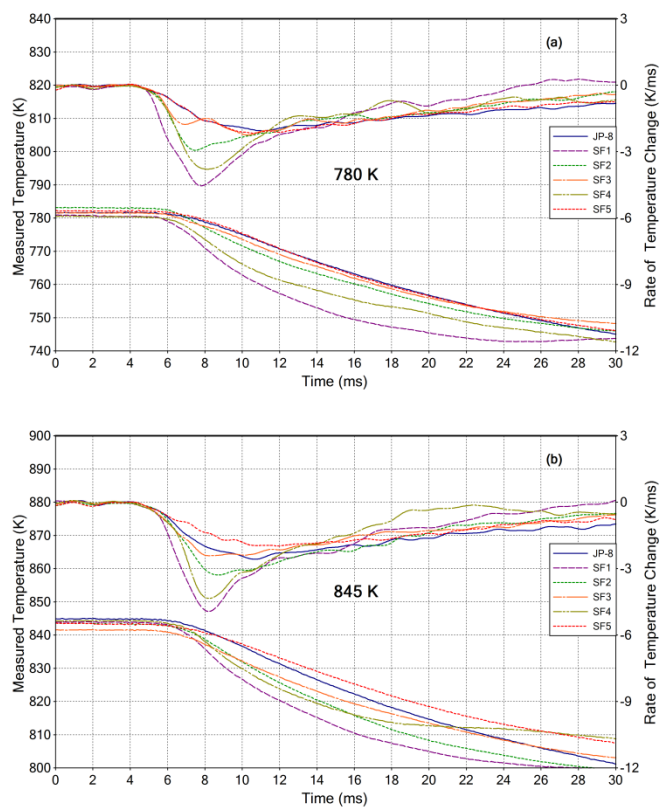 (a)
Measured Temperature (K)
840
830
820
810
800
790
780
770
760
750
740
3
0
-3
-6
-9
-12
Rate of Temperature Change (K/ms)
780 K
JP-8
SF1
SF2
SF3
SF4
SF5
0 2 4 6 8 10 12 14 16 18 20 22 24 26 28 30
Time (ms)
(b)
Measured Temperature (K)
900
890
880
870
860
850
840
830
820
810
800
3
0
-3
-6
-9
-12
Rate of Temperature Change (K/ms)
845 K
JP-8
SF1
SF2
SF3
SF4
SF5
0 2 4 6 8 10 12 14 16 18 20 22 24 26 28 30
Time (ms)